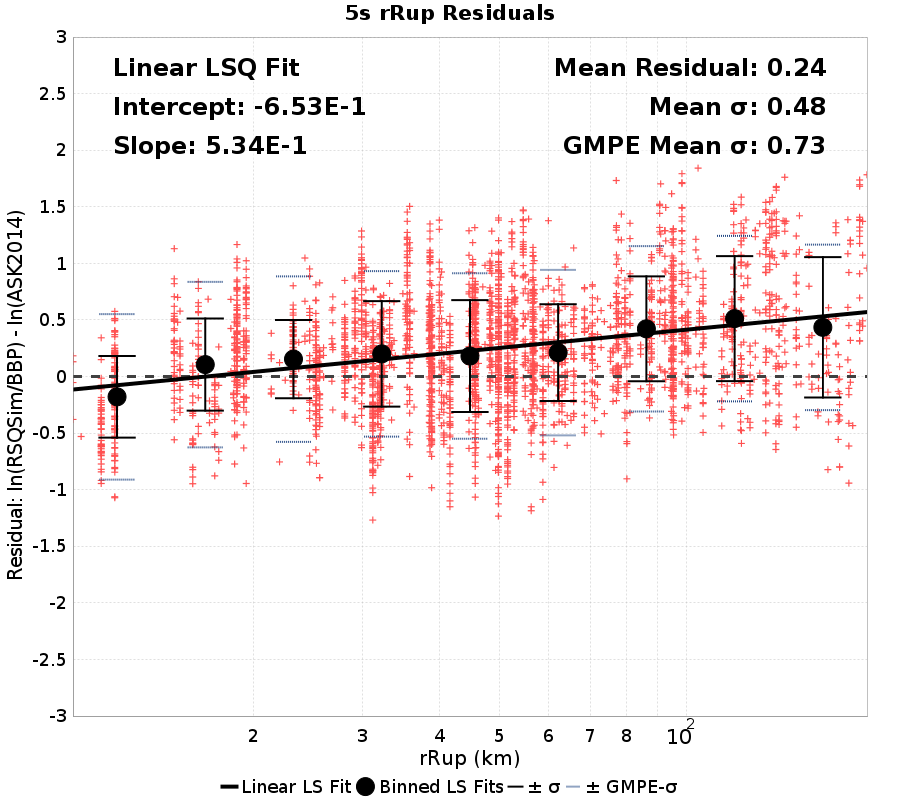 5s rRup Residuals
Linear LSQ Fit
Intercept: -6.53E-1
Slope: 5.34E-1
Mean Residual: 0.24
Mean σ: 0.48
GMPE Mean σ: 0.73
Residual: ln(RSQSim/BBP) - ln(ASK2014)
3
2.5
2
1.5
1
0.5
0
-0.5
-1
-1.5
-2
-2.5
-3
2 3 4 5 6 7 8 10²
rRup (km)
Linear LS Fit Binned LS Fits ± σ ± GMPE-σ